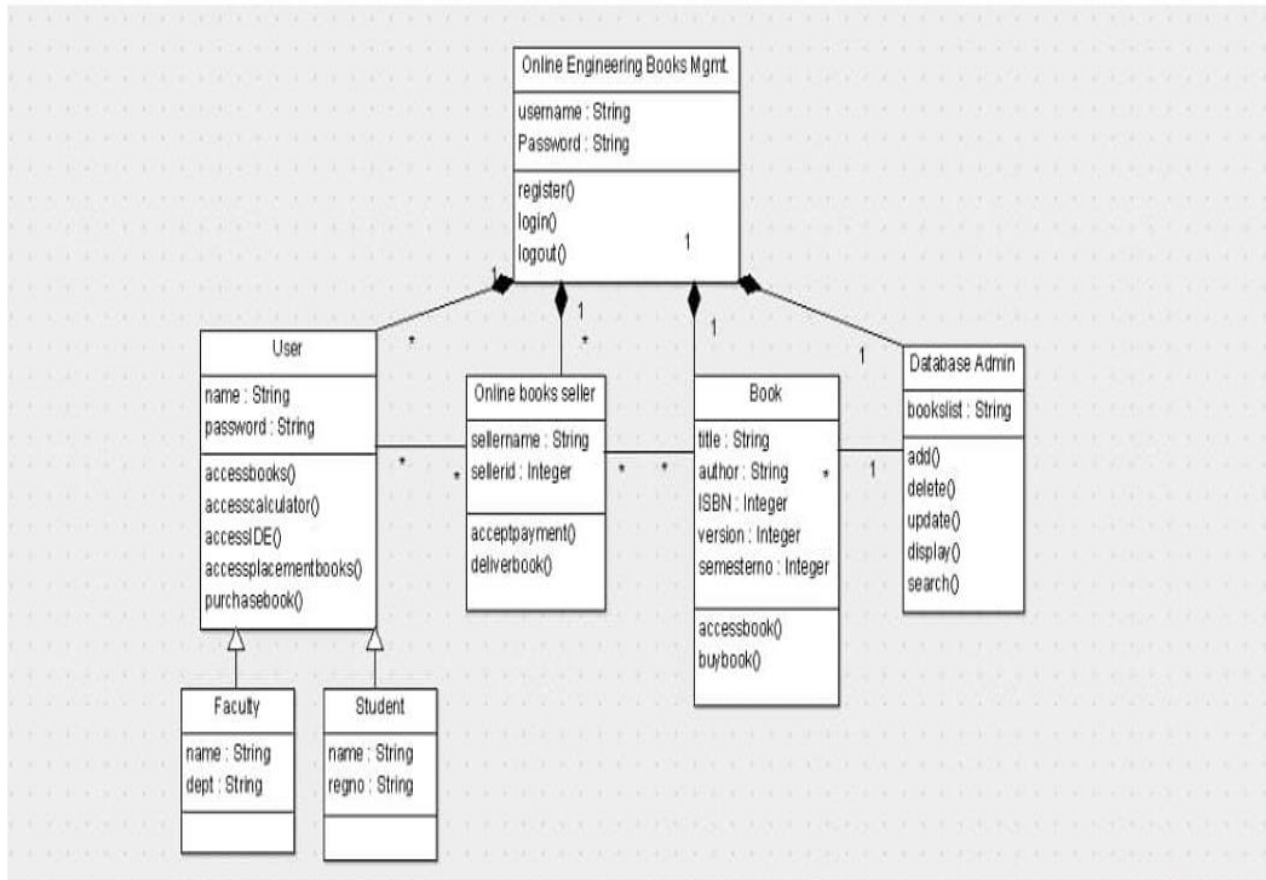 Online Engineering Books Mgmt.
username : String
Password : String
register()
login()
logout()
1
1
*
1
*
1
1
User
name : String
password : String
accessbooks()
accesscalculator()
accessIDE()
accessplacementbooks()
purchasebook()
*
*
Online books seller
sellername : String
sellerid : Integer
acceptpayment()
deliverbook()
*
*
Book
title : String
author : String
ISBN : Integer
version : Integer
semesterno : Integer
accessbook()
buybook()
*
1
Database Admin
bookslist : String
add()
delete()
update()
display()
search()
Faculty
name : String
dept : String
Student
name : String
regno : String